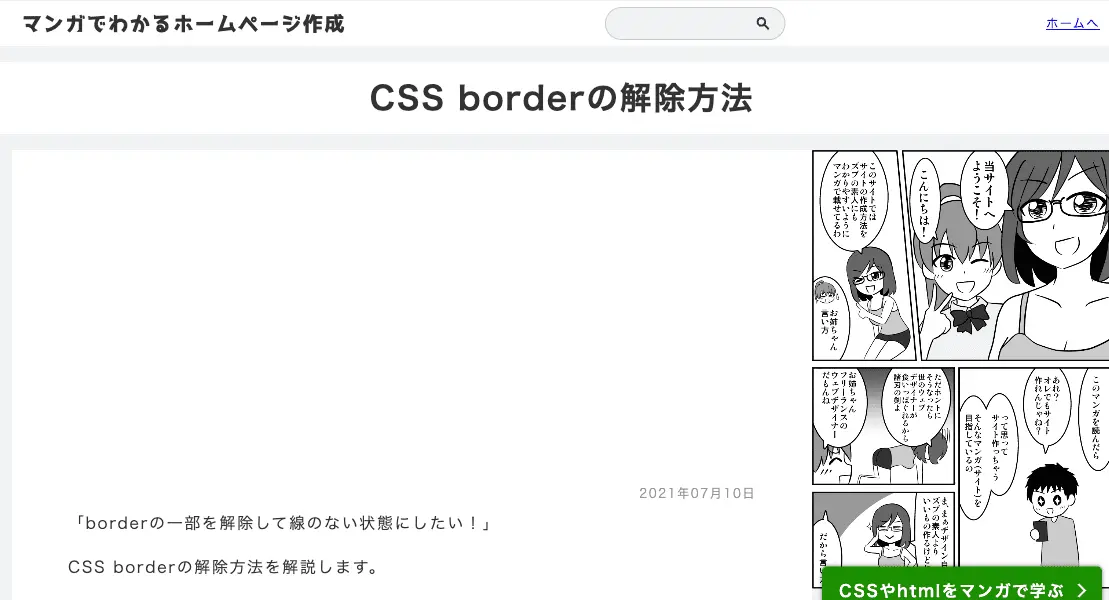 マンガでわかるホームページ作成
ホームへ
CSS borderの解除方法
当サイトへ
ようこそ！
こんにちは！
このサイトでは
サイトの作成方法を
ズブの素人にも
わかりやすいように
マンガで載せてるわ
お姉ちゃん
言い方
このマンガを読んだら
あれ？
オレでもサイト
作れんじゃね？
って思って
サイト作っちゃう
そんなマンガ（サイト）を
目指しているの
ただホントに
そうなったら
世のウェブ
デザイナーが
食いっぱぐれるから
諸刃の剣よ
お姉ちゃん
フリーランスの
ウェブデザイナー
だもんね
ま、まぁデザイン自
ズブの素人より
いいもの作るけど
だから言い
2021年07月10日
「borderの一部を解除して線のない状態にしたい！」
CSS borderの解除方法を解説します。
CSSやhtmlをマンガで学ぶ